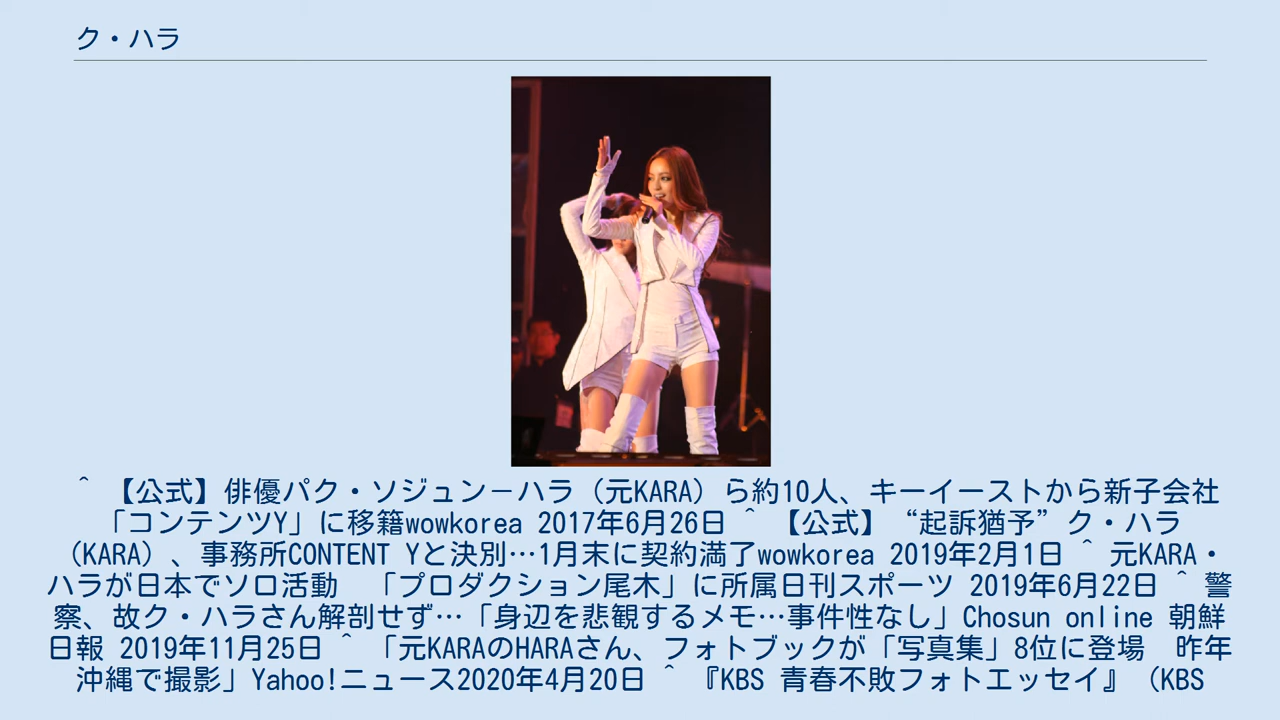 ク・ハラ
^ 【公式】俳優パク・ソジュン－ハラ（元KARA）ら約10人、キーイーストから新子会社
「コンテンツY」に移籍wowkorea 2017年6月26日 ^ 【公式】“起訴猶予”ク・ハラ
（KARA）、事務所CONTENT Yと決別…1月末に契約満了wowkorea 2019年2月1日 ^ 元KARA・
ハラが日本でソロ活動　「プロダクション尾木」に所属日刊スポーツ 2019年6月22日 ^ 警
察、故ク・ハラさん解剖せず…「身辺を悲観するメモ…事件性なし」Chosun online 朝鮮
日報 2019年11月25日 ^ 「元KARAのHARAさん、フォトブックが「写真集」8位に登場　昨年
沖縄で撮影」Yahoo!ニュース2020年4月20日 ^ 『KBS 青春不敗フォトエッセイ』（KBS